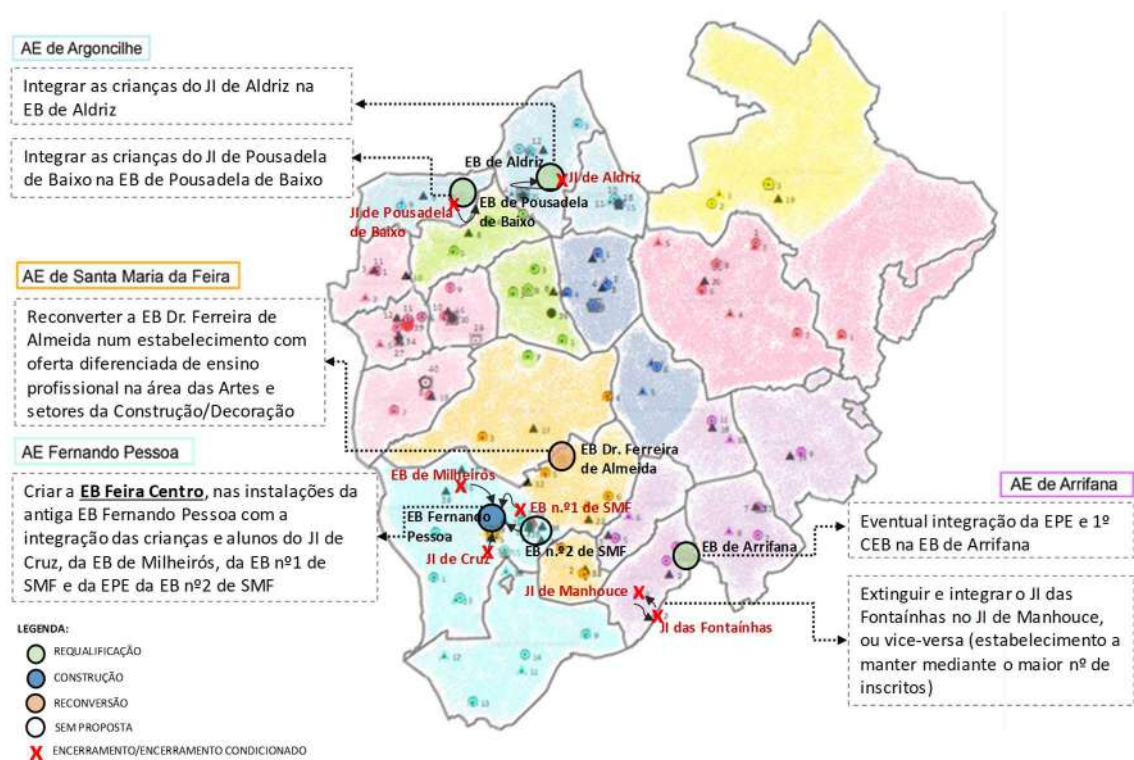 AE de Argoncilhe
Integrar as crianças do JI de Aldriz na
EB de Aldriz
Integrar as crianças do JI de Pousadela
de Baixo na EB de Pousadela de Baixo
EB de Aldriz
JI de Aldriz
JI de Pousadela
de Baixo
EB de Pousadela
de Baixo
AE de Santa Maria da Feira
Reconverter a EB Dr. Ferreira de
Almeida num estabelecimento com
oferta diferenciada de ensino
profissional na área das Artes e
setores da Construção/Decoração
EB Dr. Ferreira
de Almeida
AE Fernando Pessoa
Criar a EB Feira Centro, nas instalações da
antiga EB Fernando Pessoa com a
integração das crianças e alunos do JI de
Cruz, da EB de Milheirós, da EB nº1 de
SMF e da EPE da EB nº2 de SMF
EB de Milheirós
EB n.º1 de SMF
EB Fernando
Pessoa
EB n.º 2 de SMF
JI de Cruz
AE de Arrifana
Eventual integração da EPE e 1º
CEB na EB de Arrifana
EB de Arrifana
JI de Manhouce
JI das Fontaínhas
Extinguir e integrar o JI das
Fontaínhas no JI de Manhouce,
ou vice-versa (estabelecimento a
manter mediante o maior nº de
inscritos)
LEGENDA:
REQUALIFICAÇÃO
CONSTRUÇÃO
RECONVERSÃO
SEM PROPOSTA
X ENCERRAMENTO/ENCERRAMENTO CONDICIONADO